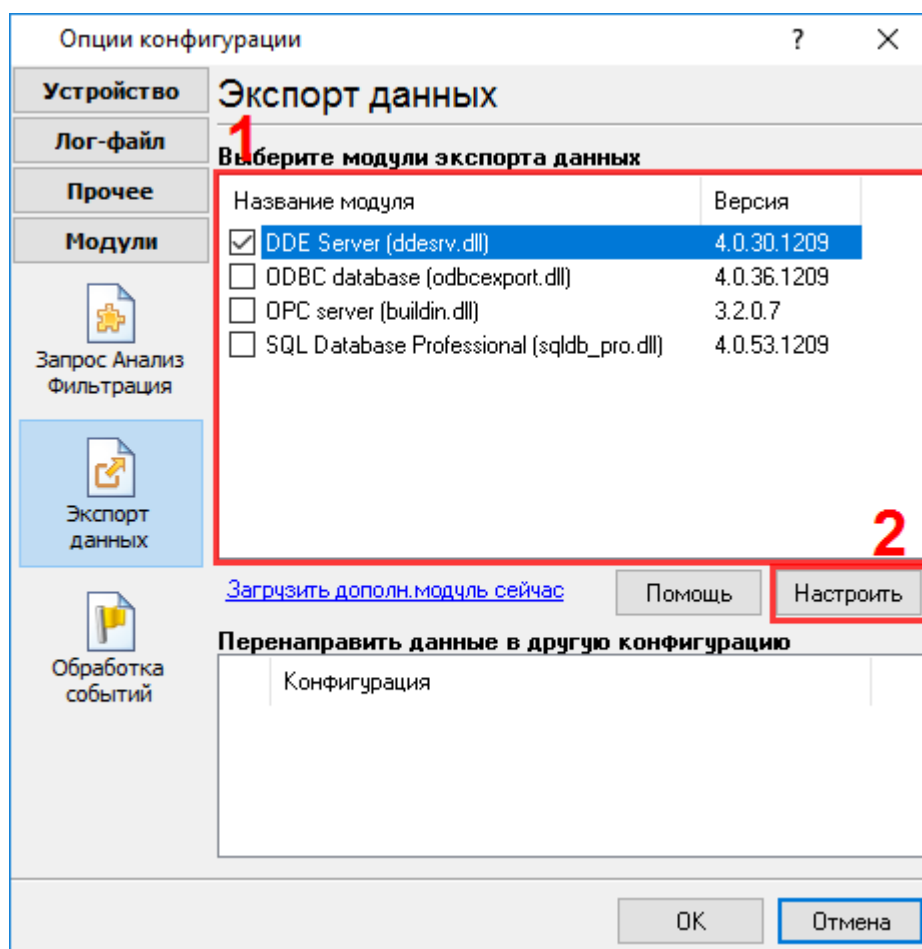 Опции конфигурации
?
Устройство
Лог-файл
Прочее
Модули
Запрос Анализ
Фильтрация
Экспорт
данных
Обработка
событий
Экспорт данных
1
Выберите модули экспорта данных
Название модуля Версия
DDE Server (ddesrv.dll) 4.0.30.1209
ODBC database (odbcexport.dll) 4.0.36.1209
OPC server (buildin.dll) 3.2.0.7
SQL Database Professional (sqldb_pro.dll) 4.0.53.1209
2
Загрузить дополн.модуль сейчас
Помощь
Настроить
Перенаправить данные в другую конфигурацию
Конфигурация
OK
Отмена